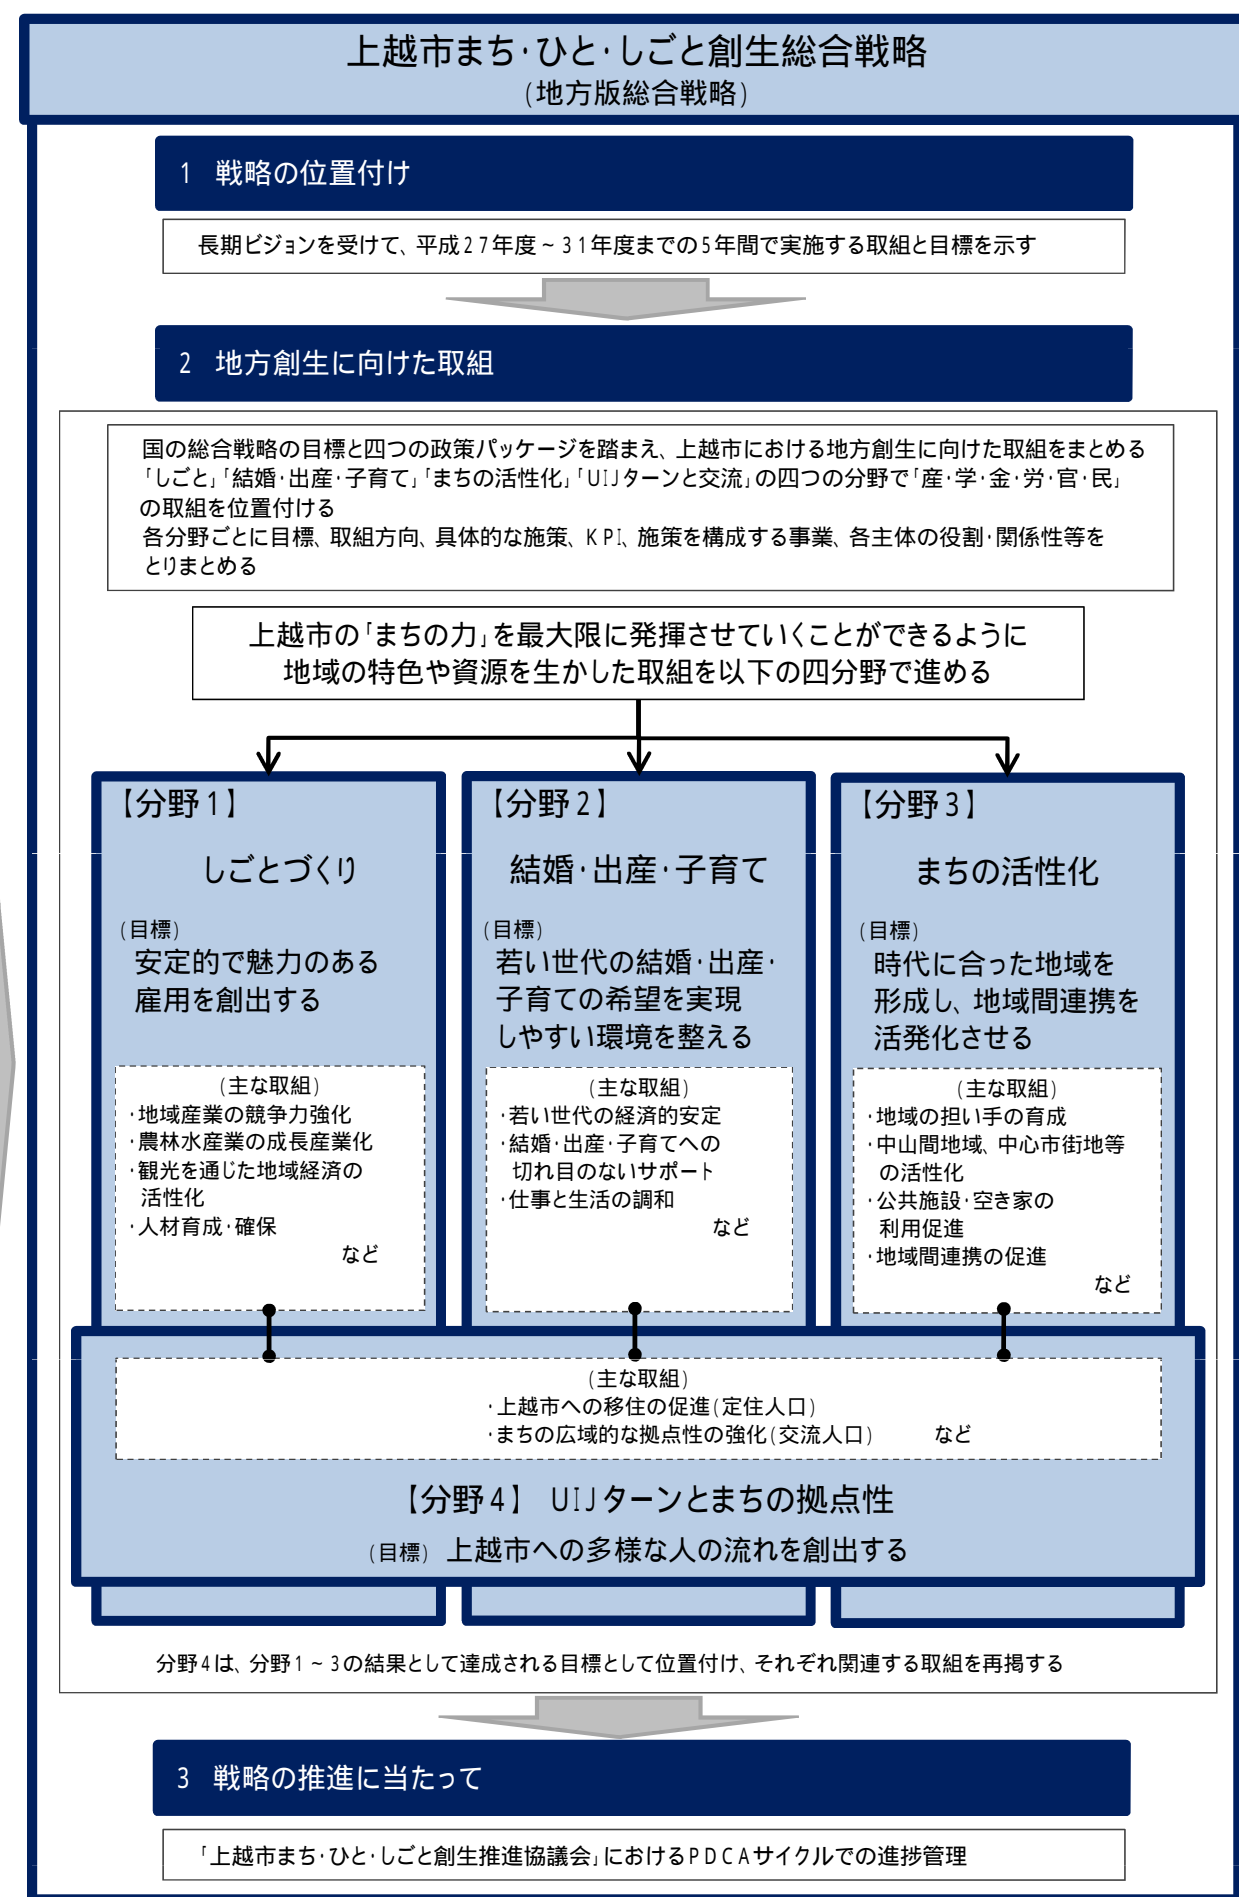 上越市まち・ひと・しごと創生総合戦略
(地方版総合戦略)
1 戦略の位置付け
長期ビジョンを受けて、平成27年度~31年度までの5年間で実施する取組と目標を示す
2 地方創生に向けた取組
国の総合戦略の目標と四つの政策パッケージを踏まえ、上越市における地方創生に向けた取組をまとめる
「しごと」「結婚・出産・子育て」「まちの活性化」「UIJターンと交流」の四つの分野で「産・学・金・労・官・民」
の取組を位置付ける
各分野ごとに目標、取組方向、具体的な施策、KPI、施策を構成する事業、各主体の役割・関係性等を
とりまとめる
上越市の「まちの力」を最大限に発揮させていくことができるように
地域の特色や資源を生かした取組を以下の四分野で進める
【分野1】
しごとづくり
(目標)
安定的で魅力のある
雇用を創出する
(主な取組)
・地域産業の競争力強化
・農林水産業の成長産業化
・観光を通じた地域経済の
活性化
・人材育成・確保
など
【分野2】
結婚・出産・子育て
(目標)
若い世代の結婚・出産・
子育ての希望を実現
しやすい環境を整える
(主な取組)
・若い世代の経済的安定
・結婚・出産・子育てへの
切れ目のないサポート
・仕事と生活の調和
など
【分野3】
まちの活性化
(目標)
時代に合った地域を
形成し、地域間連携を
活発化させる
(主な取組)
・地域の担い手の育成
・中山間地域、中心市街地等
の活性化
・公共施設・空き家の
利用促進
・地域間連携の促進
など
(主な取組)
・上越市への移住の促進(定住人口)
・まちの広域的な拠点性の強化(交流人口) など
【分野4】 UIJターンとまちの拠点性
(目標) 上越市への多様な人の流れを創出する
分野4は、分野1~3の結果として達成される目標として位置付け、それぞれ関連する取組を再掲する
3 戦略の推進に当たって
「上越市まち・ひと・しごと創生推進協議会」におけるPDCAサイクルでの進捗管理